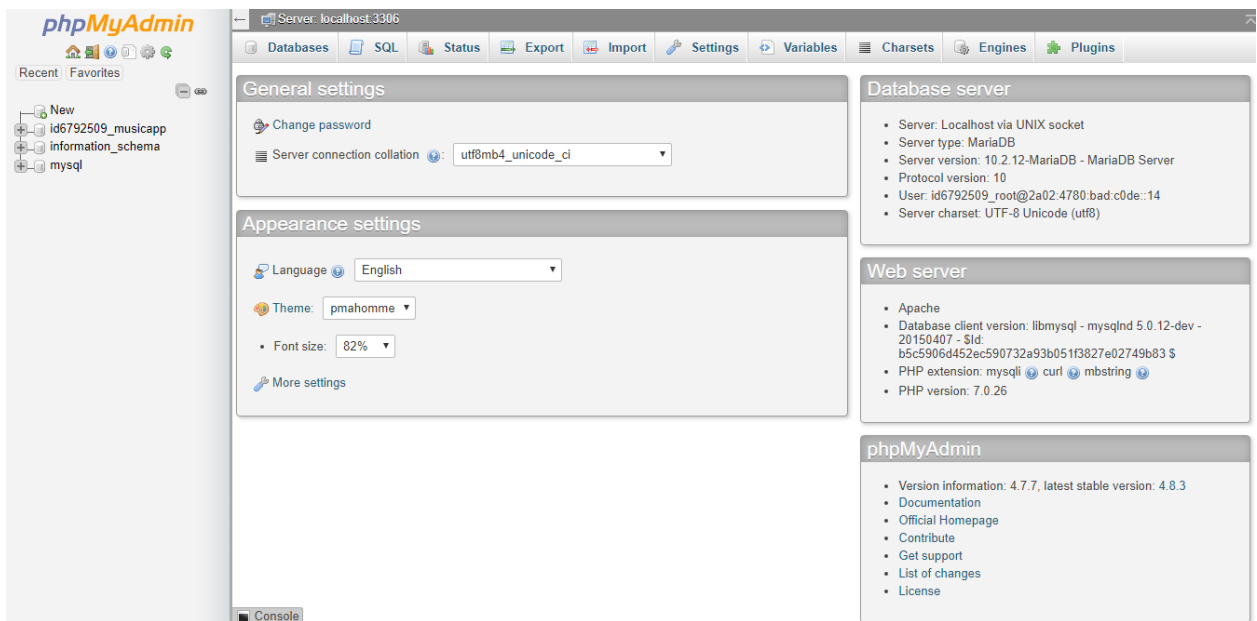 phpMyAdmin
Recent Favorites
New
id6792509_musicapp
information_schema
mysql
Server: localhost:3306
Databases SQL Status Export Import Settings Variables Charsets Engines Plugins
General settings
Change password
Server connection collation : utf8mb4_unicode_ci
Appearance settings
Language English
Theme: pmahomme
Font size: 82%
More settings
Database server
Server: Localhost via UNIX socket
Server type: MariaDB
Server version: 10.2.12-MariaDB - MariaDB Server
Protocol version: 10
User: id6792509_root@2a02:4780:bad:c0de::14
Server charset: UTF-8 Unicode (utf8)
Web server
Apache
Database client version: libmysql - mysqlnd 5.0.12-dev -
20150407 - $Id:
b5c5906d452ec590732a93b051f3827e02749b83 $
PHP extension: mysqli curl mbstring
PHP version: 7.0.26
phpMyAdmin
Version information: 4.7.7, latest stable version: 4.8.3
Documentation
Official Homepage
Contribute
Get support
List of changes
License
Console